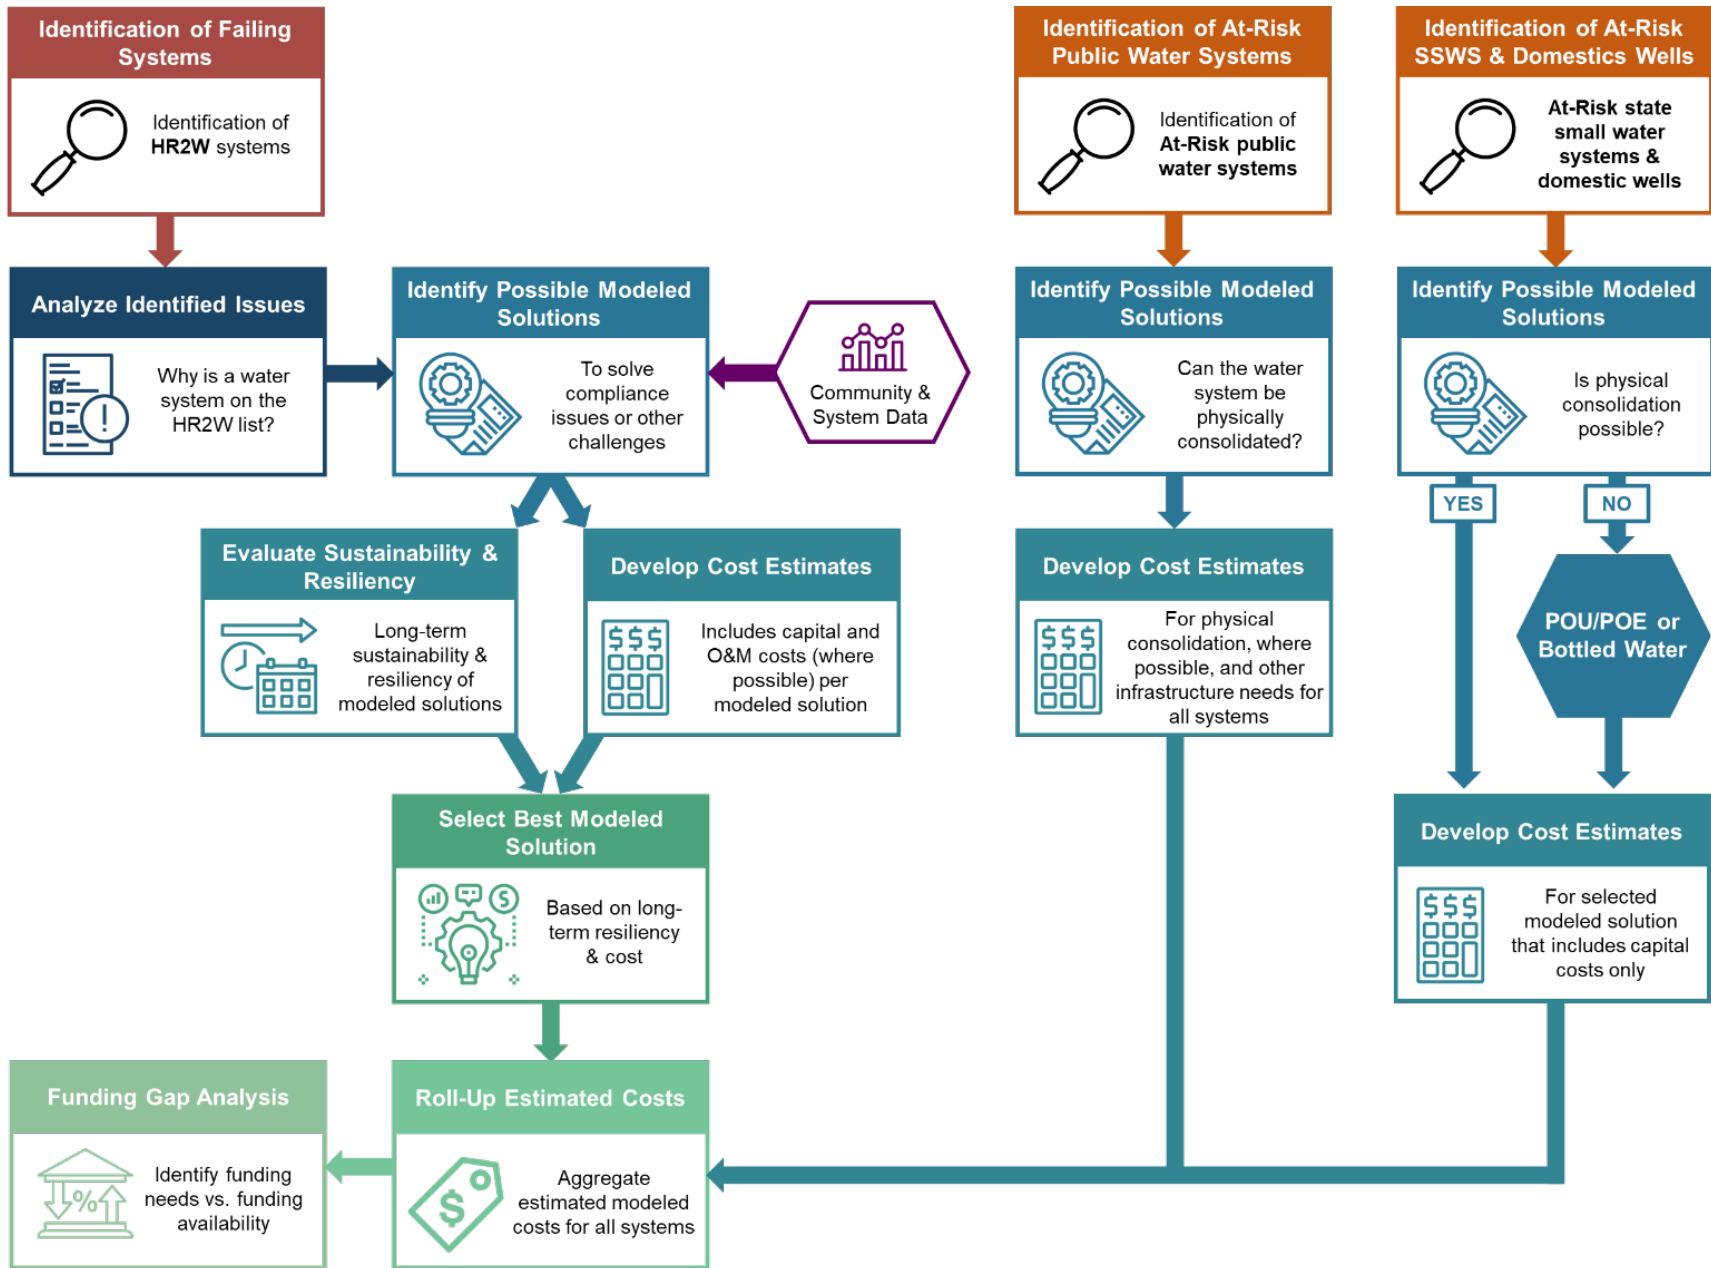 Identification of Failing
Systems
Identification of
HR2W systems
Identification of At-Risk
Public Water Systems
Identification of
At-Risk public
water systems
Identification of At-Risk
SSWS & Domestics Wells
At-Risk state
small water
systems &
domestic wells
Analyze Identified Issues
Why is a water
system on the
HR2W list?
Identify Possible Modeled
Solutions
To solve
compliance
issues or other
challenges
Community &
System Data
Identify Possible Modeled
Solutions
Can the water
system be
physically
consolidated?
Identify Possible Modeled
Solutions
Is physical
consolidation
possible?
YES
NO
Evaluate Sustainability &
Resiliency
Long-term
sustainability &
resiliency of
modeled solutions
Develop Cost Estimates
$$$
Includes capital and
O&M costs (where
possible) per
modeled solution
Develop Cost Estimates
$$$
For physical
consolidation, where
possible, and other
infrastructure needs for
all systems
POU/POE or
Bottled Water
Select Best Modeled
Solution
$
Based on long-
term resiliency
& cost
Develop Cost Estimates
$$$
For selected
modeled solution
that includes capital
costs only
Funding Gap Analysis
%
Identify funding
needs vs. funding
availability
Roll-Up Estimated Costs
$
Aggregate
estimated modeled
costs for all systems